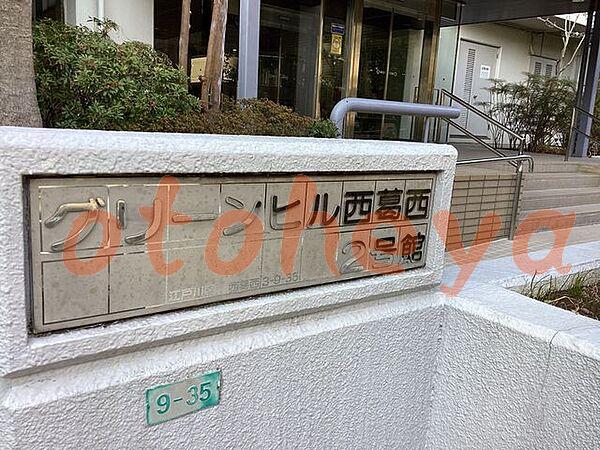 グリーンヒル西葛西
2号館
江戸川区 西葛西3-9-35
9-35
otoheya